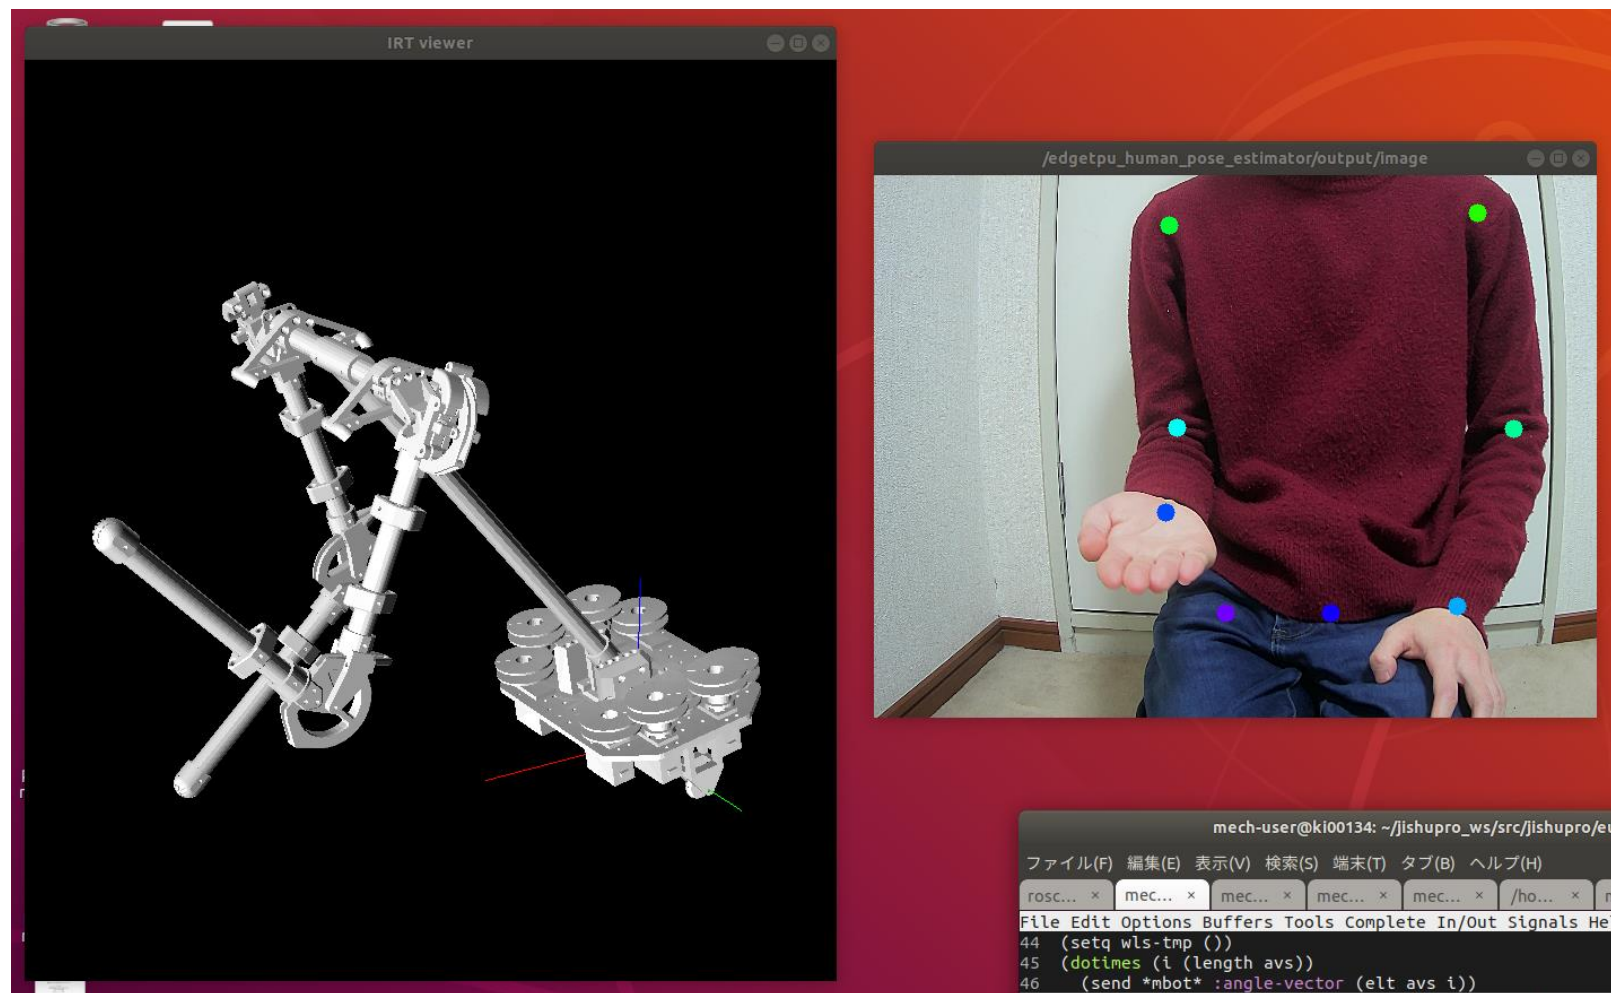 IRT viewer
/edgetpu_human_pose_estimator/output/image
mech-user@ki00134: ~/jishupro_ws/src/jishupro/eu
ファイル(F) 編集(E) 表示(V) 検索(S) 端末(T) タブ(B) ヘルプ(H)
rosc... × mec... × mec... × mec... × mec... × /ho... ×
File Edit Options Buffers Tools Complete In/Out Signals Hel
44 (setq wls-tmp ())
45 (dotimes (i (length avs))
46 (send *mbot* :angle-vector (elt avs i))